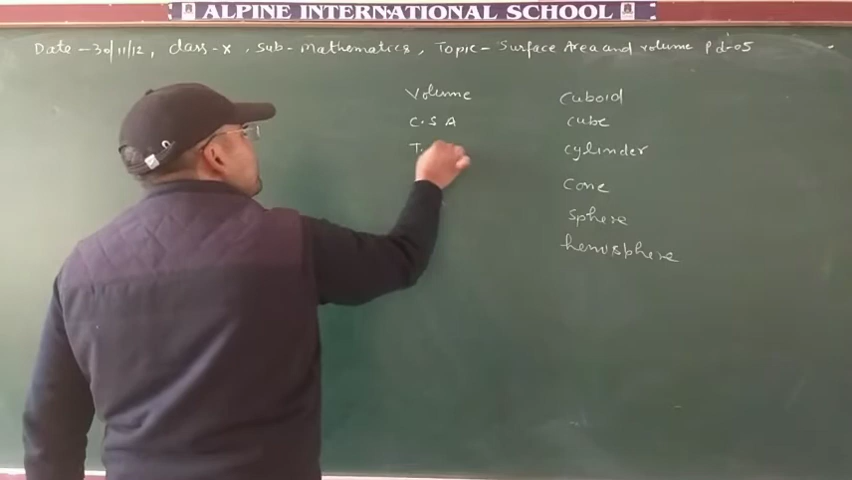 ALPINE INTERNATIONAL SCHOOL
Date - 30/11/12, class-x, sub- mathematics, Topic - Surface Area and volume Pd-05
Volume
C.S A
T.
Cuboid
cube
cylinder
Cone
sphere
hemisphere